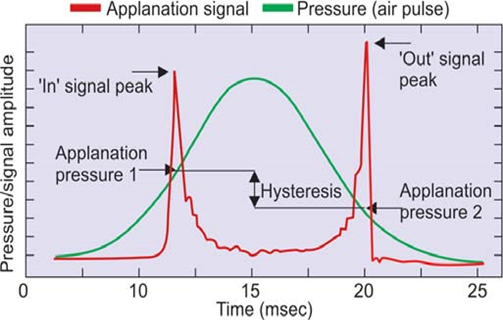 Applanation signal Pressure (air pulse)
'In' signal peak
'Out' signal
peak
Applanation
pressure 1
Hysteresis
Applanation
pressure 2
Pressure/signal amplitude
0 10 15 20 25
Time (msec)